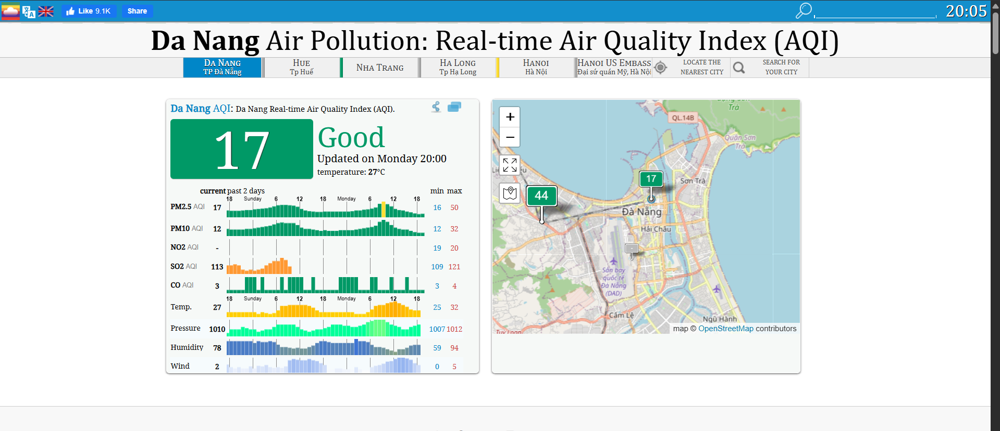 Like 9.1K
Share
20:05
Da Nang Air Pollution: Real-time Air Quality Index (AQI)
DA NANG
TP Đà Nẵng
HUE
Tp Huế
NHA TRANG
HA LONG
Tp Hạ Long
HANOI
Hà Nội
HANOI US EMBASS
Đại sứ quán Mỹ, Hà Nội
LOCATE THE
NEAREST CITY
SEARCH FOR
YOUR CITY
Da Nang AQI: Da Nang Real-time Air Quality Index (AQI).
17
Good
Updated on Monday 20:00
temperature: 27°C
current past 2 days min max
18 Sunday 6 12 18 Monday 6 12 18
PM2.5 AQI 17 16 50
PM10 AQI 12 12 32
NO2 AQI - 19 20
SO2 AQI 113 109 121
CO AQI 3 3 4
18 Sunday 6 12 18 Monday 6 12 18
Temp. 27 25 32
Pressure 1010 1007 1012
Humidity 78 59 94
Wind 2 0 5
+
−
Trà
QL.14B
Quận Sơn
Trà
17
Sơn Trà
44
Đà Nẵng
Hải Châu
-
Sân bay
quốc tế
Đà Nẵng
(DAD)
Cẩm Lệ
Ngũ Hành
map © OpenStreetMap contributors